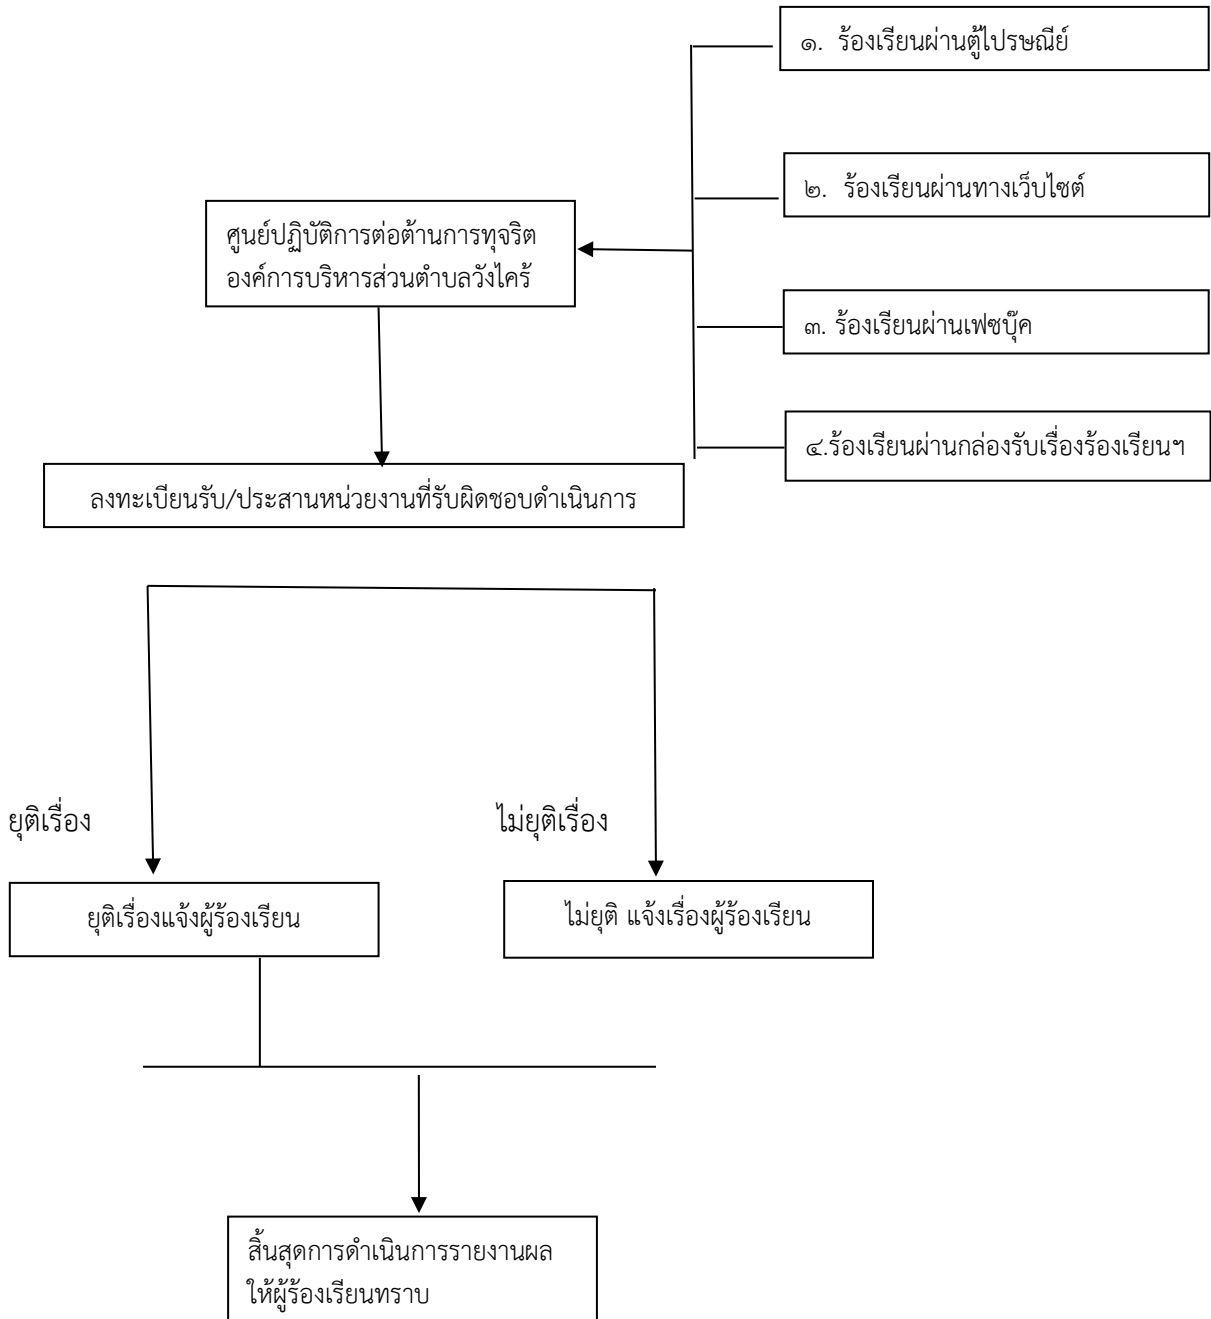 ๑. ร้องเรียนผ่านตู้ไปรษณีย์
๒. ร้องเรียนผ่านทางเว็บไซต์
ศูนย์ปฏิบัติการต่อต้านการทุจริต
องค์การบริหารส่วนตำบลวังไคร้
๓. ร้องเรียนผ่านเฟซบุ๊ค
๔.ร้องเรียนผ่านกล่องรับเรื่องร้องเรียนฯ
ลงทะเบียนรับ/ประสานหน่วยงานที่รับผิดชอบดำเนินการ
ยุติเรื่อง
ไม่ยุติเรื่อง
ยุติเรื่องแจ้งผู้ร้องเรียน
ไม่ยุติ แจ้งเรื่องผู้ร้องเรียน
สิ้นสุดการดำเนินการรายงานผล
ให้ผู้ร้องเรียนทราบ